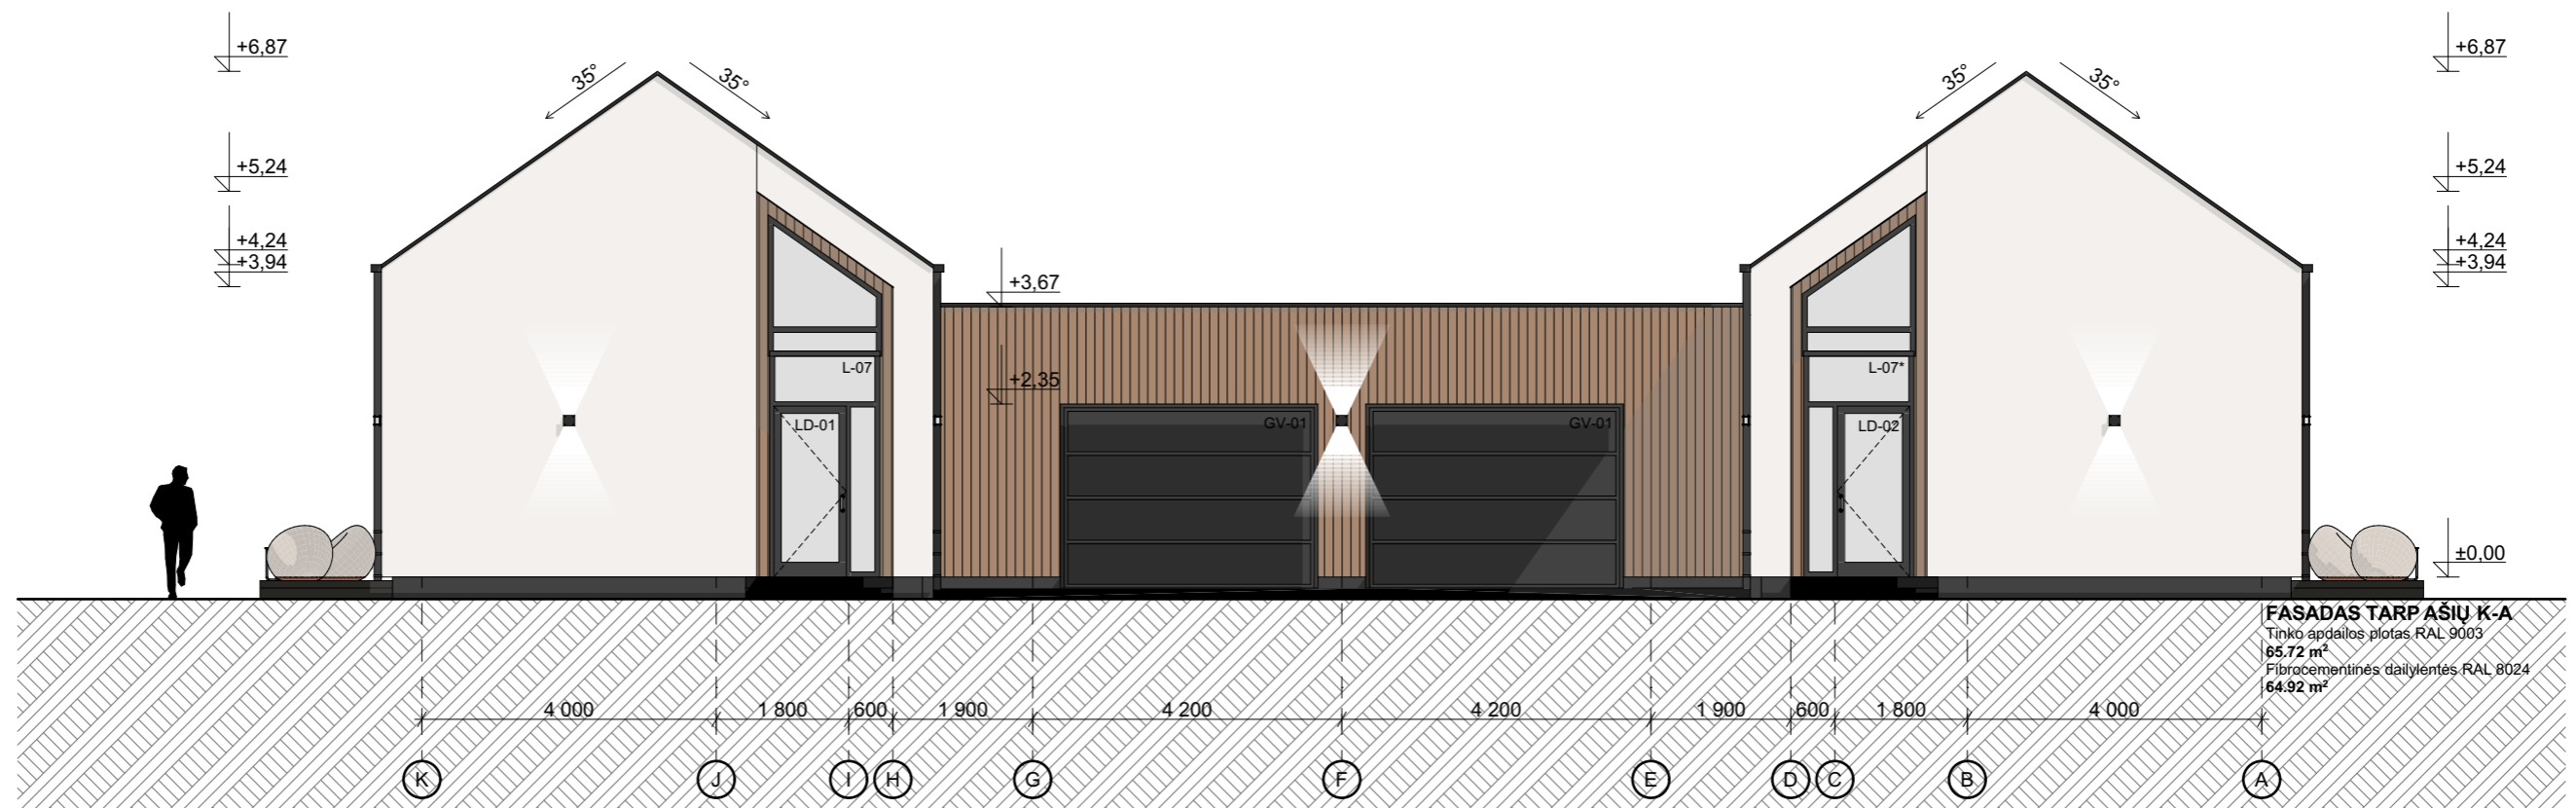 +6,87
+6,87
35°
35°
35°
35°
+5,24
+5,24
+4,24
+3,94
+4,24
+3,94
+3,67
+2,35
L-07
L-07*
LD-01
GV-01
GV-01
LD-02
±0,00
FASADAS TARP AŠIŲ K-A
Tinko apdailos plotas RAL 9003
65.72 m²
Fibrocementinės dailylentės RAL 8024
64.92 m²
4 000 1 800 600 1 900 4 200 4 200 1 900 600 1 800 4 000
K J I H G F E D C B A